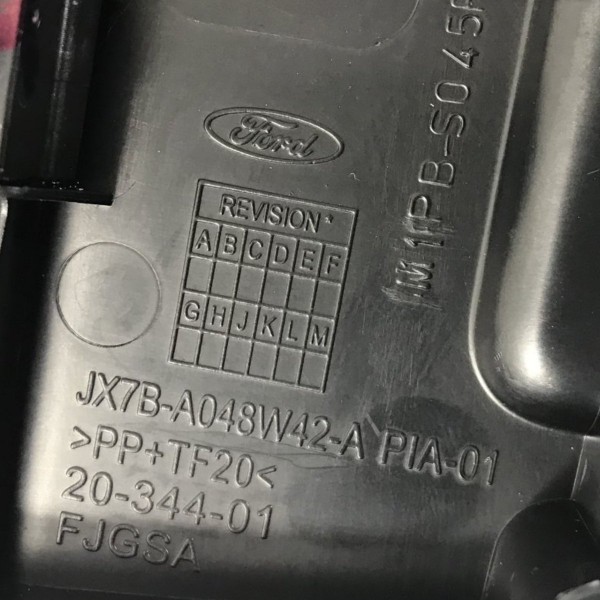 Ford
REVISION*
A B C D E F
G H J K L M
JX7B-A048W42-A PIA-01
>PP+TF20<
20-344-01
FJGSA